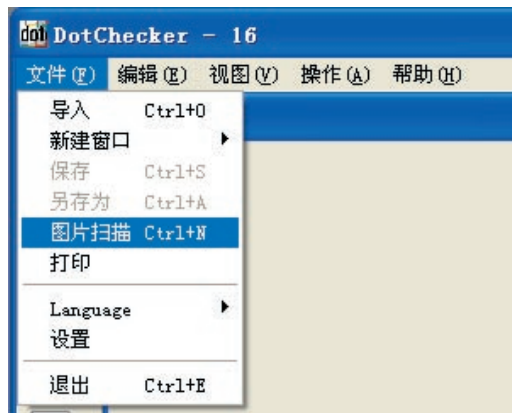 dot DotChecker - 16
文件(F) 编辑(E) 视图(V) 操作(A) 帮助(H)
导入 Ctrl+O
新建窗口
保存 Ctrl+S
另存为 Ctrl+A
图片扫描 Ctrl+N
打印
Language
设置
退出 Ctrl+E